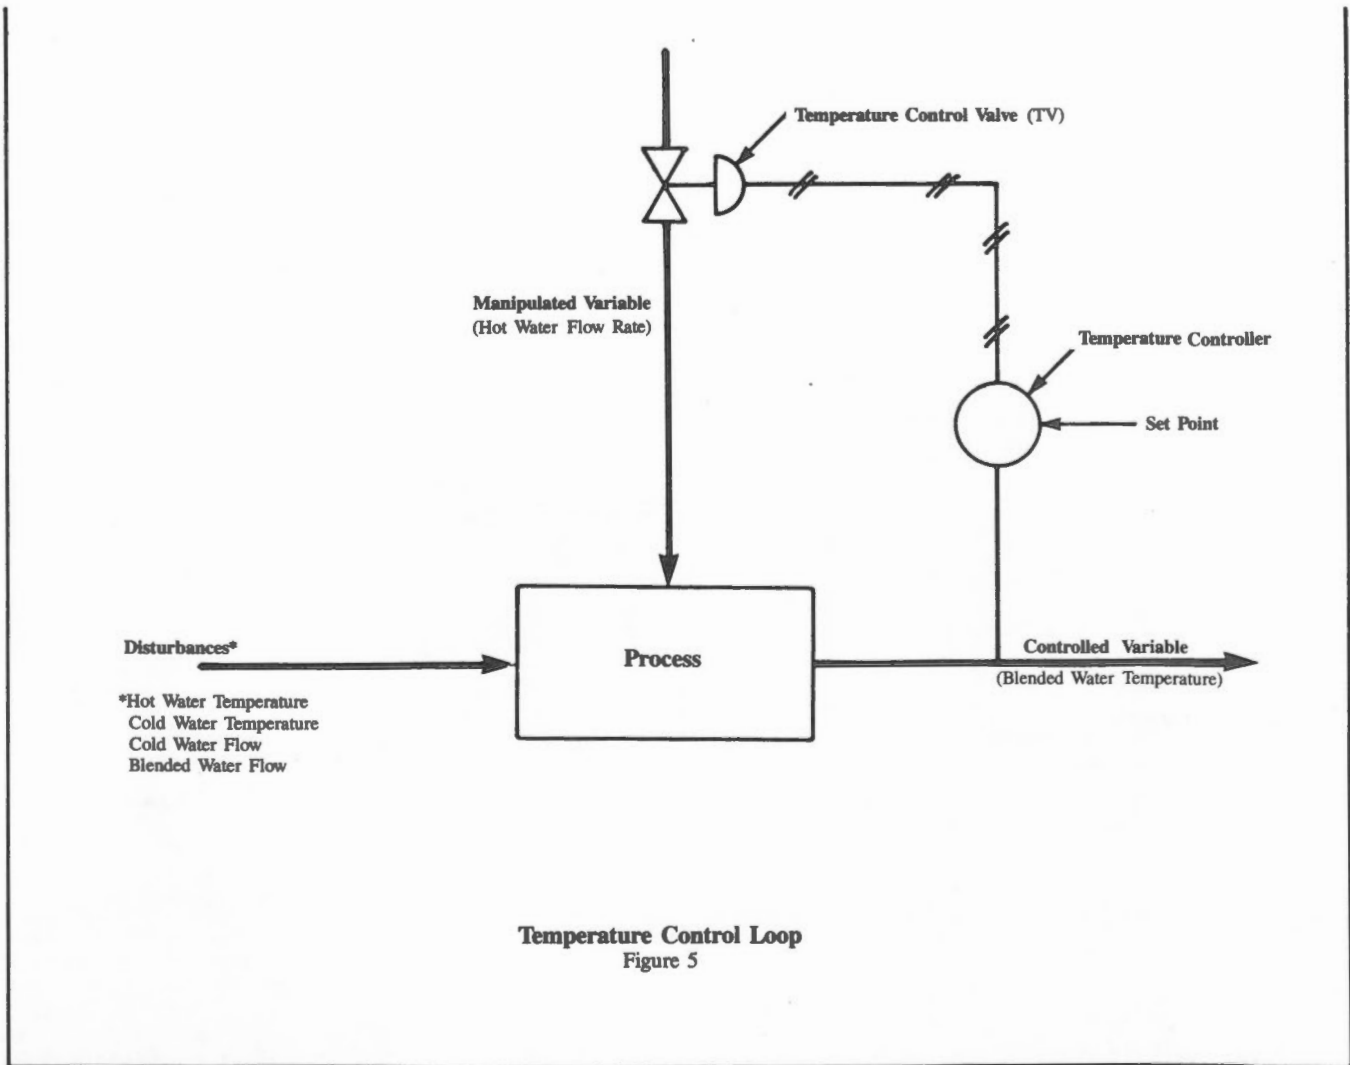 Temperature Control Valve (TV)
Manipulated Variable
(Hot Water Flow Rate)
Temperature Controller
Set Point
Disturbances*
*Hot Water Temperature
Cold Water Temperature
Cold Water Flow
Blended Water Flow
Process
Controlled Variable
(Blended Water Temperature)
Temperature Control Loop
Figure 5